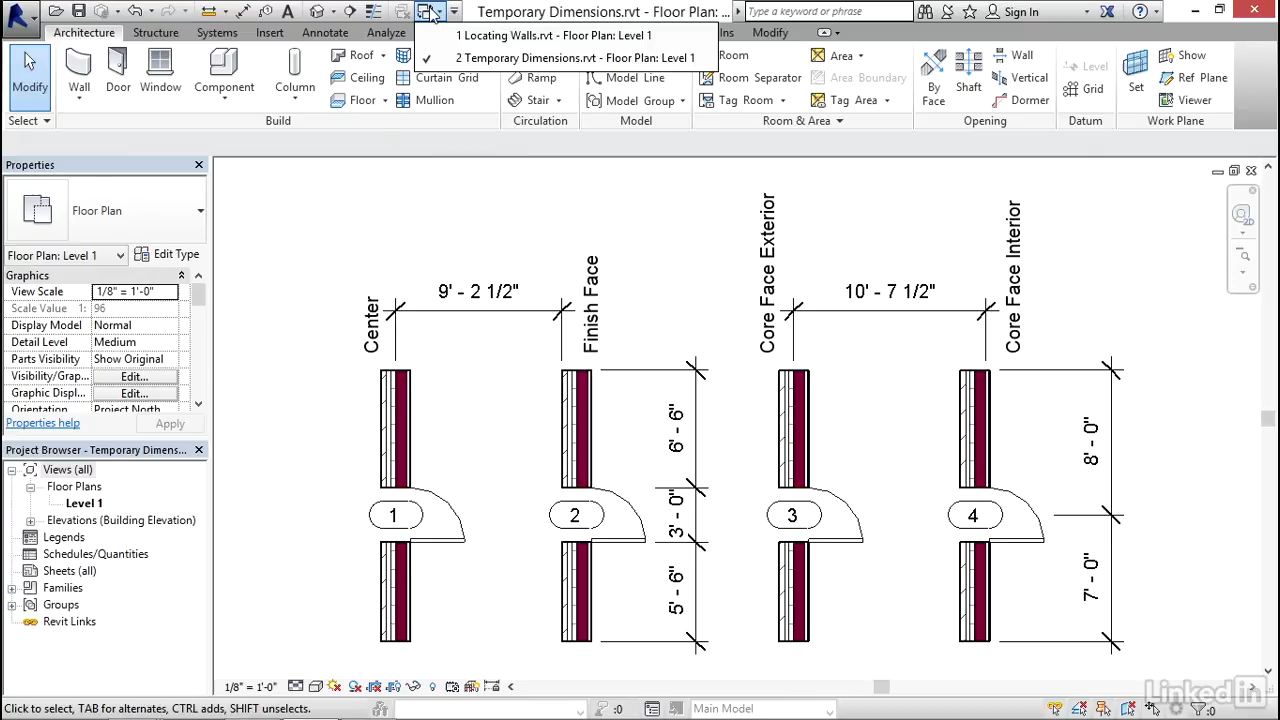 Temporary Dimensions.rvt - Floor Plan: ...
Type a keyword or phrase
Sign In
Architecture
Structure
Systems
Insert
Annotate
Analyze
Modify
1 Locating Walls.rvt - Floor Plan: Level 1
2 Temporary Dimensions.rvt - Floor Plan: Level 1
Modify
Wall
Door
Window
Component
Column
Roof
Ceiling
Floor
Curtain Grid
Mullion
Ramp
Stair
Model Line
Model Group
Room Separator
Tag Room
Area
Area Boundary
Tag Area
By
Face
Shaft
Wall
Vertical
Dormer
Level
Grid
Set
Show
Ref Plane
Viewer
Select
Build
Circulation
Model
Room & Area
Opening
Datum
Work Plane
Properties
Floor Plan
Floor Plan: Level 1
Edit Type
Graphics
View Scale
1/8" = 1'-0"
Scale Value 1:
96
Display Model
Normal
Detail Level
Medium
Parts Visibility
Show Original
Visibility/Grap...
Edit...
Graphic Displ...
Edit...
Orientation
Project North
Properties help
Apply
Project Browser - Temporary Dimens...
Views (all)
Floor Plans
Level 1
Elevations (Building Elevation)
Legends
Schedules/Quantities
Sheets (all)
Families
Groups
Revit Links
Center
9' - 2 1/2"
Finish Face
Core Face Exterior
10' - 7 1/2"
Core Face Interior
6' - 6"
3' - 0"
5' - 6"
8' - 0"
7' - 0"
1
2
3
4
1/8" = 1'-0"
Click to select, TAB for alternates, CTRL adds, SHIFT unselects.
:0
Main Model
:0
LinkedIn